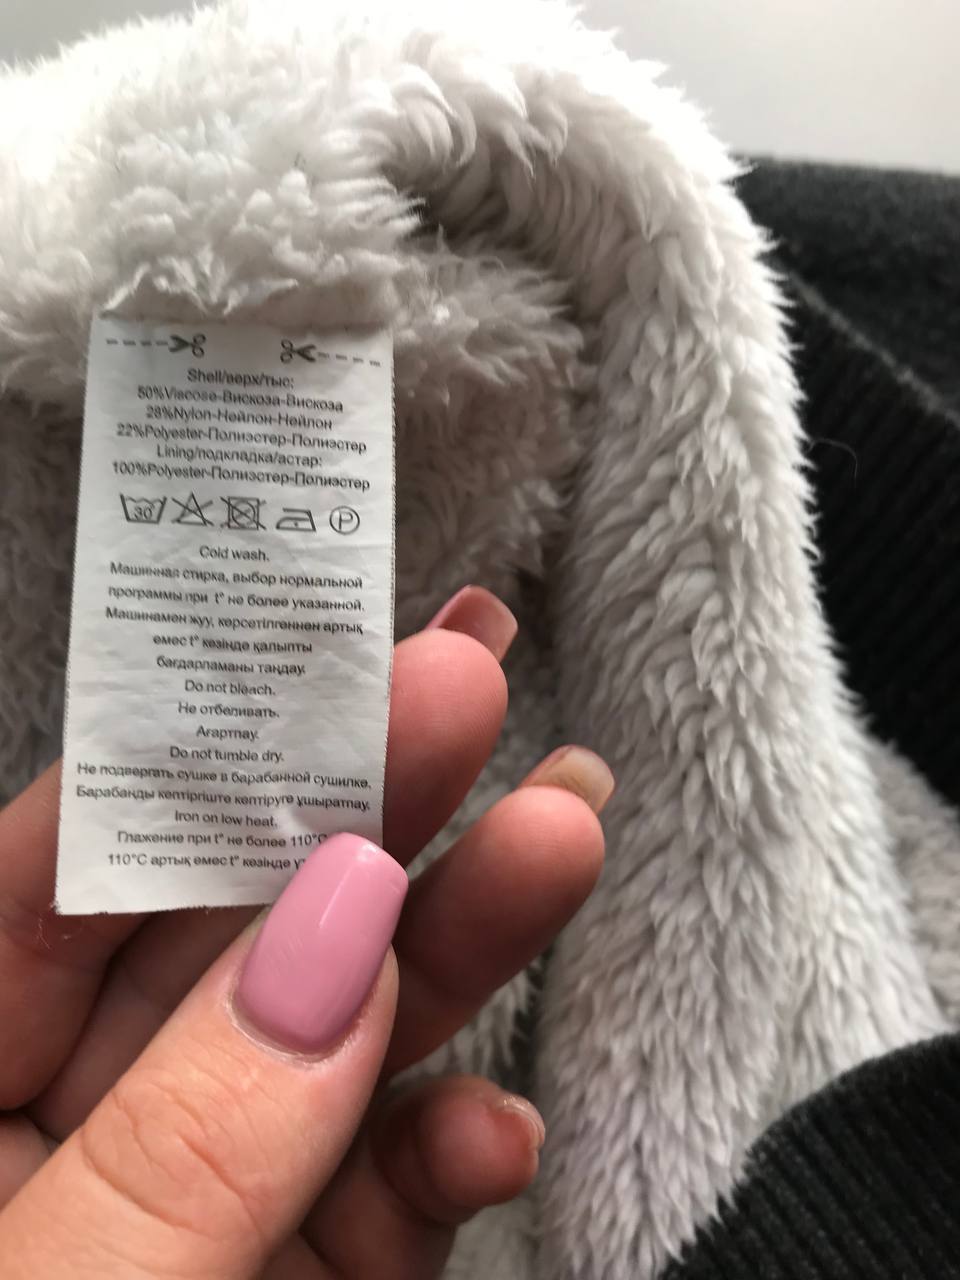 Shell/верх/тыс:
50%Viscose-Вискоза-Вискоза
28%Nylon-Нейлон-Нейлон
22%Polyester-Полиэстер-Полиэстер
Lining/подкладка/астар:
100%Polyester-Полиэстер-Полиэстер
30 P
Cold wash.
Машинная стирка, выбор нормальной
программы при t° не более указанной.
Машинамен жуу, көрсетілгеннен артық
емес t° кезінде қалыпты
бағдарламаны таңдау.
Do not bleach.
Не отбеливать.
Ағартпау.
Do not tumble dry.
Не подвергать сушке в барабанной сушилке.
Барабанды кептіргіште кептіруге ұшыратпау.
Iron on low heat.
Глажение при t° не более 110°C
110°C артық емес t° кезінде